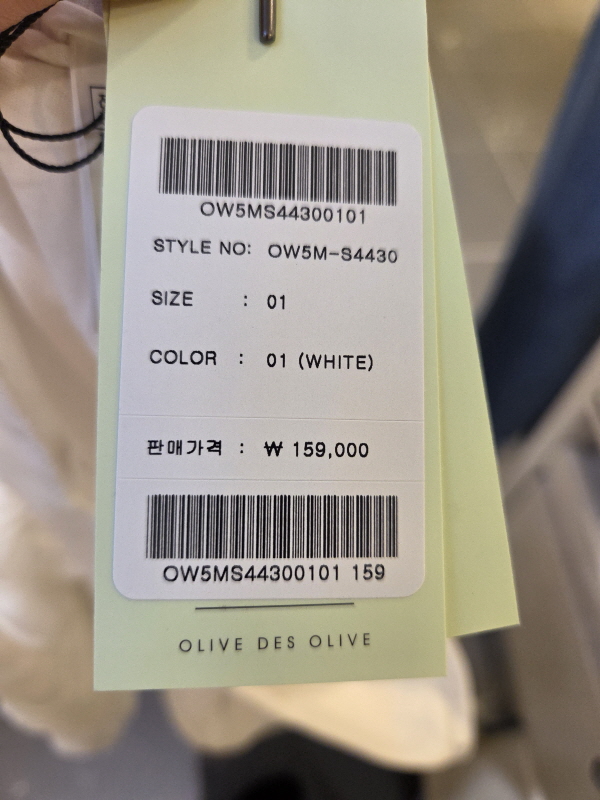 OW5MS44300101
STYLE NO: OW5M-S4430
SIZE : 01
COLOR : 01 (WHITE)
판매가격 : ₩ 159,000
OW5MS44300101 159
OLIVE DES OLIVE